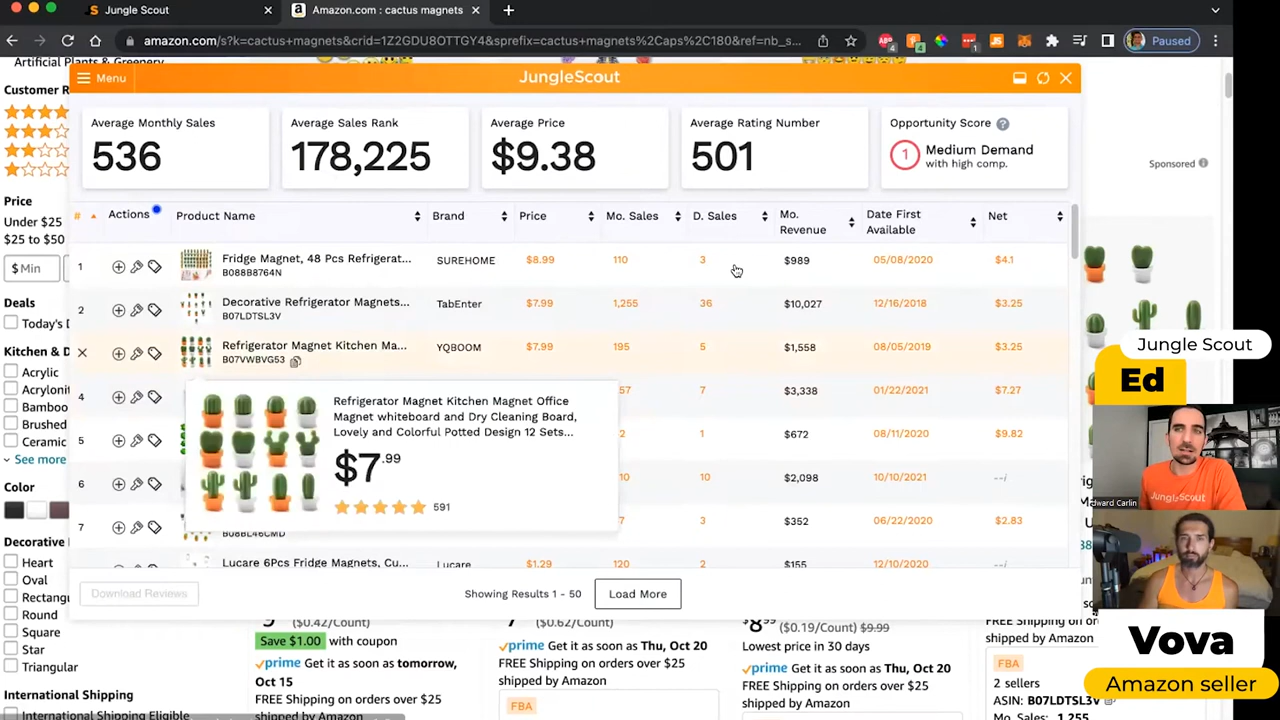 Jungle Scout
Amazon.com : cactus magnets
amazon.com/s?k=cactus+magnets&crid=1Z2GDU8OTTGY4&sprefix=cactus+magnets%2Caps%2C180&ref=nb_s...
4
4
Paused
Artificial Plants & Greenery
Menu
JungleScout
Customer R
Average Monthly Sales
536
Average Sales Rank
178,225
Average Price
$9.38
Average Rating Number
501
Opportunity Score
1
Medium Demand
with high comp.
Sponsored
Price
Under $25
$25 to $50
$ Min
# Actions Product Name Brand Price Mo. Sales D. Sales Mo. Revenue Date First Available Net
1 Fridge Magnet, 48 Pcs Refrigerat... SUREHOME $8.99 110 3 $989 05/08/2020 $4.1
B088B8764N
2 Decorative Refrigerator Magnets... TabEnter $7.99 1,255 36 $10,027 12/16/2018 $3.25
B07LDTSL3V
Refrigerator Magnet Kitchen Ma... YQBOOM $7.99 195 5 $1,558 08/05/2019 $3.25
B07VWBVG53
4 57 7 $3,338 01/22/2021 $7.27
5 2 1 $672 08/11/2020 $9.82
6 10 10 $2,098 10/10/2021 --i
7 7 3 $352 06/22/2020 $2.83
B08BL46CMD
Lucare 6Pcs Fridge Magnets, Cu... Lucare $1.29 120 2 $155 12/10/2020 --i
Refrigerator Magnet Kitchen Magnet Office
Magnet whiteboard and Dry Cleaning Board,
Lovely and Colorful Potted Design 12 Sets...
$7.99
591
Download Reviews
Showing Results 1 - 50
Load More
Deals
Today's D
Kitchen & D
Acrylic
Acrylonit
Bamboo
Brushed
Ceramic
See more
Color
Decorative
Heart
Oval
Rectang
Round
Square
Star
Triangular
International Shipping
International Shipping Eligible
($0.42/Count)
Save $1.00 with coupon
prime Get it as soon as tomorrow,
Oct 15
FREE Shipping on orders over $25
shipped by Amazon
($0.62/Count)
prime Get it as soon as Thu, Oct 20
FREE Shipping on orders over $25
shipped by Amazon
FBA
$8.99 ($0.19/Count) $9.99
Lowest price in 30 days
prime Get it as soon as Thu, Oct 20
FREE Shipping on orders over $25
shipped by Amazon
FBA
FREE Shipping on orders over $25
shipped by Amazon
FBA
2 sellers
ASIN: B07LDTSL3V
Mo. Sales: 1,255
Jungle Scout
Ed
JungleScout
Edward Carlin
Vova
Amazon seller